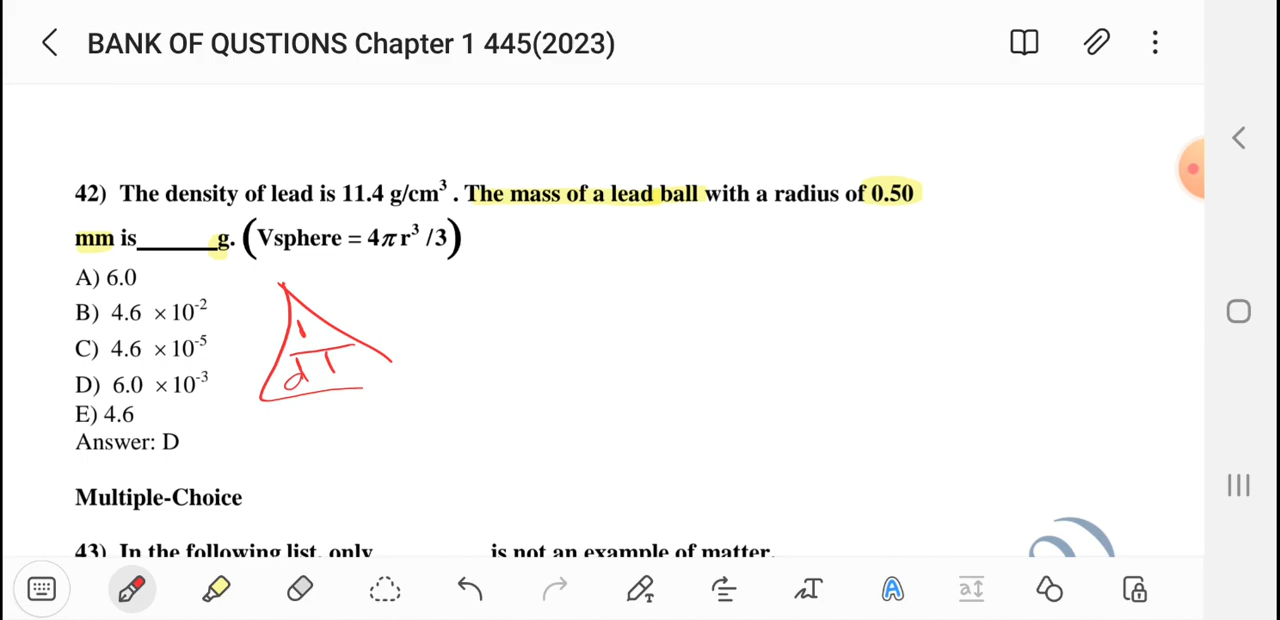 BANK OF QUSTIONS Chapter 1 445(2023)
42) The density of lead is 11.4 g/cm³ . The mass of a lead ball with a radius of 0.50
mm is______g. (Vsphere = 4πr³ /3)
A) 6.0
B) 4.6 ×10⁻²
C) 4.6 ×10⁻⁵
D) 6.0 ×10⁻³
E) 4.6
Answer: D
d
Multiple-Choice
43) In the following list, only ______ is not an example of matter.